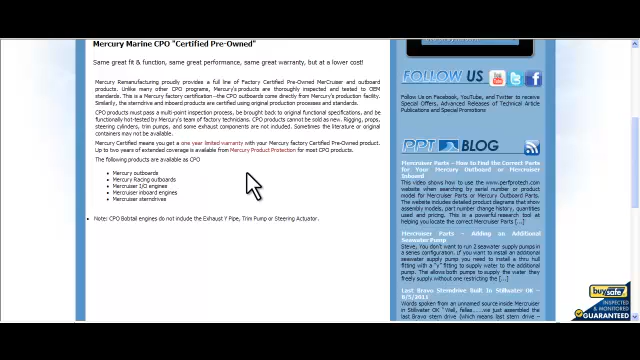 Mercury Marine CPO "Certified Pre-Owned"
Same great fit & function, same great performance, same great warranty, but at a lower cost!
Mercury Remanufacturing proudly provides a full line of Factory Certified Pre-Owned MerCruiser and outboard
products. Unlike many other CPO programs, Mercury's products are thoroughly inspected and tested to OEM
standards. This is a Mercury factory certification—the CPO outboards come directly from Mercury's production facility.
Similarly, the sterndrive and inboard products are certified using original production processes and standards.
CPO products must pass a multi-point inspection process, be brought back to original functional specifications, and be
functionally hot-tested by Mercury's team of factory technicians. CPO products cannot be sold as new. Rigging, props,
steering cylinders, trim pumps, and some exhaust components are not included. Sometimes the literature or original
containers may not be available.
Mercury Certified means you get a one year limited warranty with your Mercury factory Certified Pre-Owned product.
Up to two years of extended coverage is available from Mercury Product Protection for most CPO products.
The following products are available as CPO
• Mercury outboards
• Mercury Racing outboards
• Mercruiser I/O engines
• Mercruiser inboard engines
• Mercruiser sterndrives
• Note: CPO Bobtail engines do not include the Exhaust Y Pipe, Trim Pump or Steering Actuator.
FOLLOW US
You Tube
t
f
Follow Us on Facebook, YouTube, and Twitter to receive
Special Offers, Advanced Releases of Technical Article
Publications and Special Promotions
PPT BLOG
Mercruiser Parts – How to Find the Correct Parts
for Your Mercury Outboard or Mercruiser
Inboard
This video shows how to use the www.perfprotech.com
website when searching by serial number or product
model for Mercruiser Parts or Mercury Outboard Parts.
The website includes detailed product diagrams that show
assembly models, part number change history, quantities
used and pricing. This is a powerful research tool at
helping you locate the correct parts [...]
Mercruiser Parts – Adding an Additional
Seawater Pump
Steve, You don't want to run 2 seawater supply pumps in
a series configuration. If you want to install an additional
seawater supply pump you need to install a thru hull
fitting with a "y" fitting to supply water to the additional
pump. The allows both pumps to supply the water they
freely supply without the existing the [...]
Last Bravo Sterndrive Built In Stillwater OK –
8/5/2011
Words spoken from an unnamed source inside Mercruiser
in Stillwater OK "Wal, fellas....we just assembled the
last Bravo stern drive (which means last stern drive –
buySAFE
INSPECTED
& MONITORED
GUARANTEED